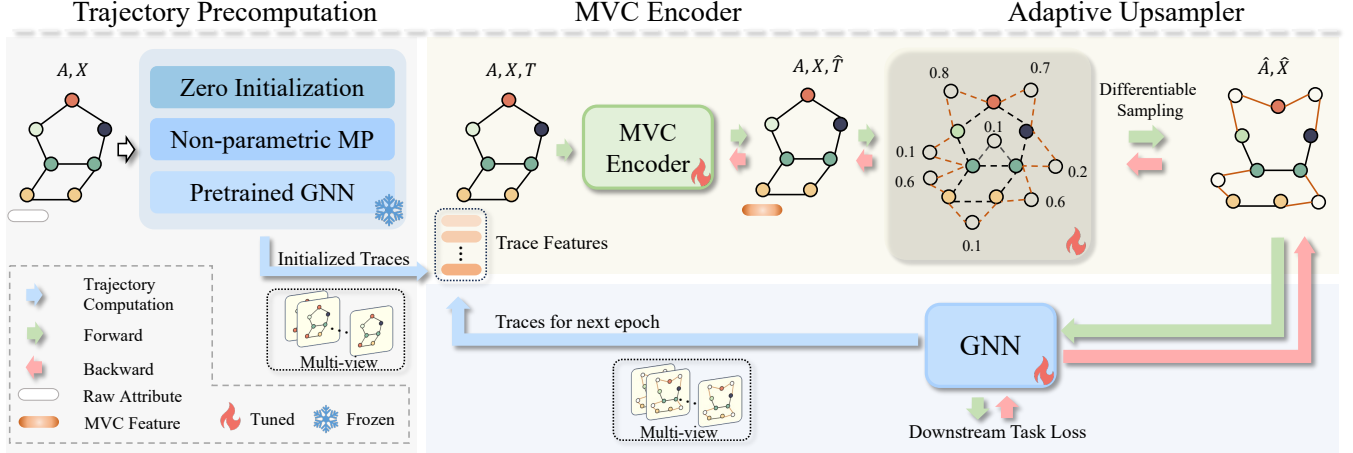 Trajectory Precomputation
MVC Encoder
Adaptive Upsampler
A, X
Zero Initialization
Non-parametric MP
Pretrained GNN
Initialized Traces
Multi-view
Trajectory
Computation
Forward
Backward
Raw Attribute
MVC Feature
Tuned
Frozen
A, X, T
MVC
Encoder
A, X, T̂
Trace Features
0.8
0.7
0.1
0.1
0.2
0.6
0.6
0.1
Differentiable
Sampling
Â, X̂
Traces for next epoch
Multi-view
GNN
Downstream Task Loss